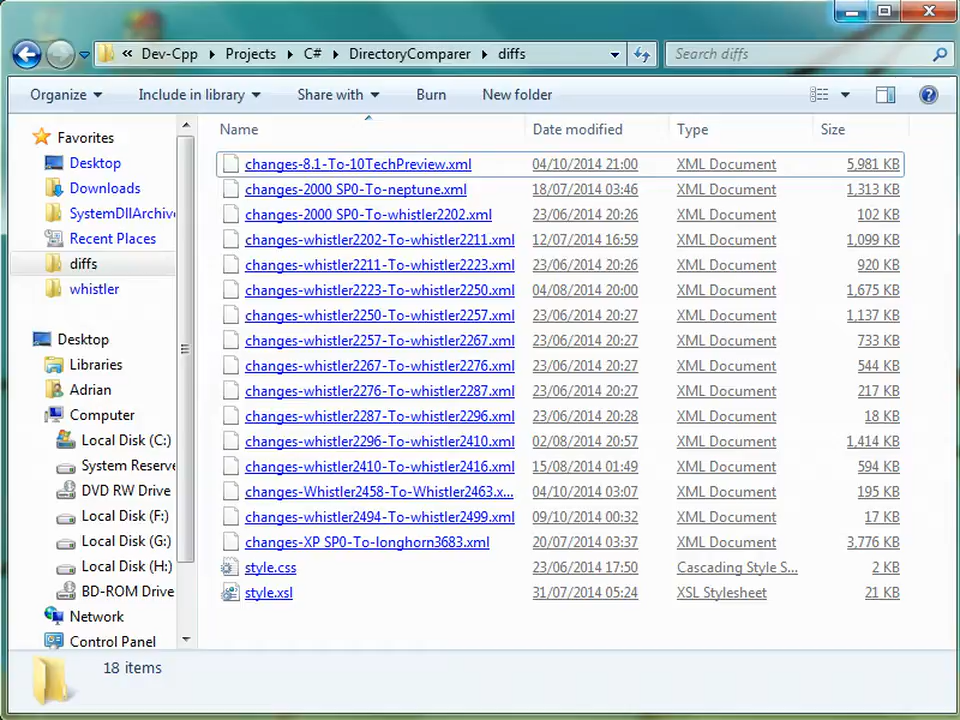 « Dev-Cpp ▸ Projects ▸ C# ▸ DirectoryComparer ▸ diffs
Search diffs
Organize Include in library Share with Burn New folder
Name Date modified Type Size
Favorites
Desktop
Downloads
SystemDllArchiv
Recent Places
diffs
whistler
Desktop
Libraries
Adrian
Computer
Local Disk (C:)
System Reserve
DVD RW Drive
Local Disk (F:)
Local Disk (G:)
Local Disk (H:)
BD-ROM Drive
Network
Control Panel
changes-8.1-To-10TechPreview.xml 04/10/2014 21:00 XML Document 5,981 KB
changes-2000 SP0-To-neptune.xml 18/07/2014 03:46 XML Document 1,313 KB
changes-2000 SP0-To-whistler2202.xml 23/06/2014 20:26 XML Document 102 KB
changes-whistler2202-To-whistler2211.xml 12/07/2014 16:59 XML Document 1,099 KB
changes-whistler2211-To-whistler2223.xml 23/06/2014 20:26 XML Document 920 KB
changes-whistler2223-To-whistler2250.xml 04/08/2014 20:00 XML Document 1,675 KB
changes-whistler2250-To-whistler2257.xml 23/06/2014 20:27 XML Document 1,137 KB
changes-whistler2257-To-whistler2267.xml 23/06/2014 20:27 XML Document 733 KB
changes-whistler2267-To-whistler2276.xml 23/06/2014 20:27 XML Document 544 KB
changes-whistler2276-To-whistler2287.xml 23/06/2014 20:27 XML Document 217 KB
changes-whistler2287-To-whistler2296.xml 23/06/2014 20:28 XML Document 18 KB
changes-whistler2296-To-whistler2410.xml 02/08/2014 20:57 XML Document 1,414 KB
changes-whistler2410-To-whistler2416.xml 15/08/2014 01:49 XML Document 594 KB
changes-Whistler2458-To-Whistler2463.x... 04/10/2014 03:07 XML Document 195 KB
changes-whistler2494-To-whistler2499.xml 09/10/2014 00:32 XML Document 17 KB
changes-XP SP0-To-longhorn3683.xml 20/07/2014 03:37 XML Document 3,776 KB
style.css 23/06/2014 17:50 Cascading Style S... 2 KB
style.xsl 31/07/2014 05:24 XSL Stylesheet 21 KB
18 items